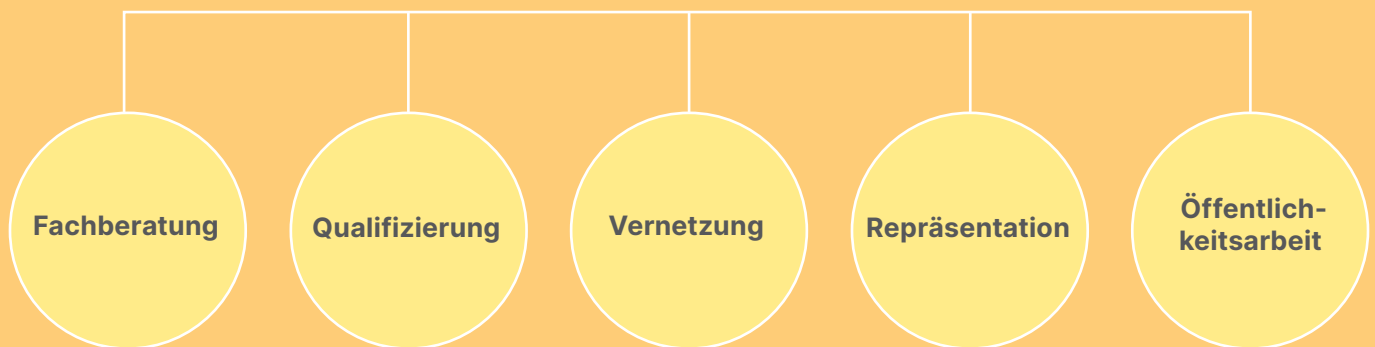 Fachberatung
Qualifizierung
Vernetzung
Repräsentation
Öffentlich-
keitsarbeit